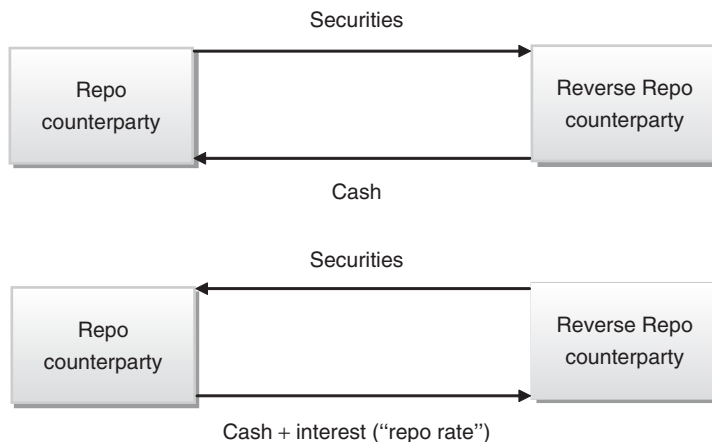 Securities
Repo
counterparty
Reverse Repo
counterparty
Cash
Securities
Repo
counterparty
Reverse Repo
counterparty
Cash + interest (“repo rate”)